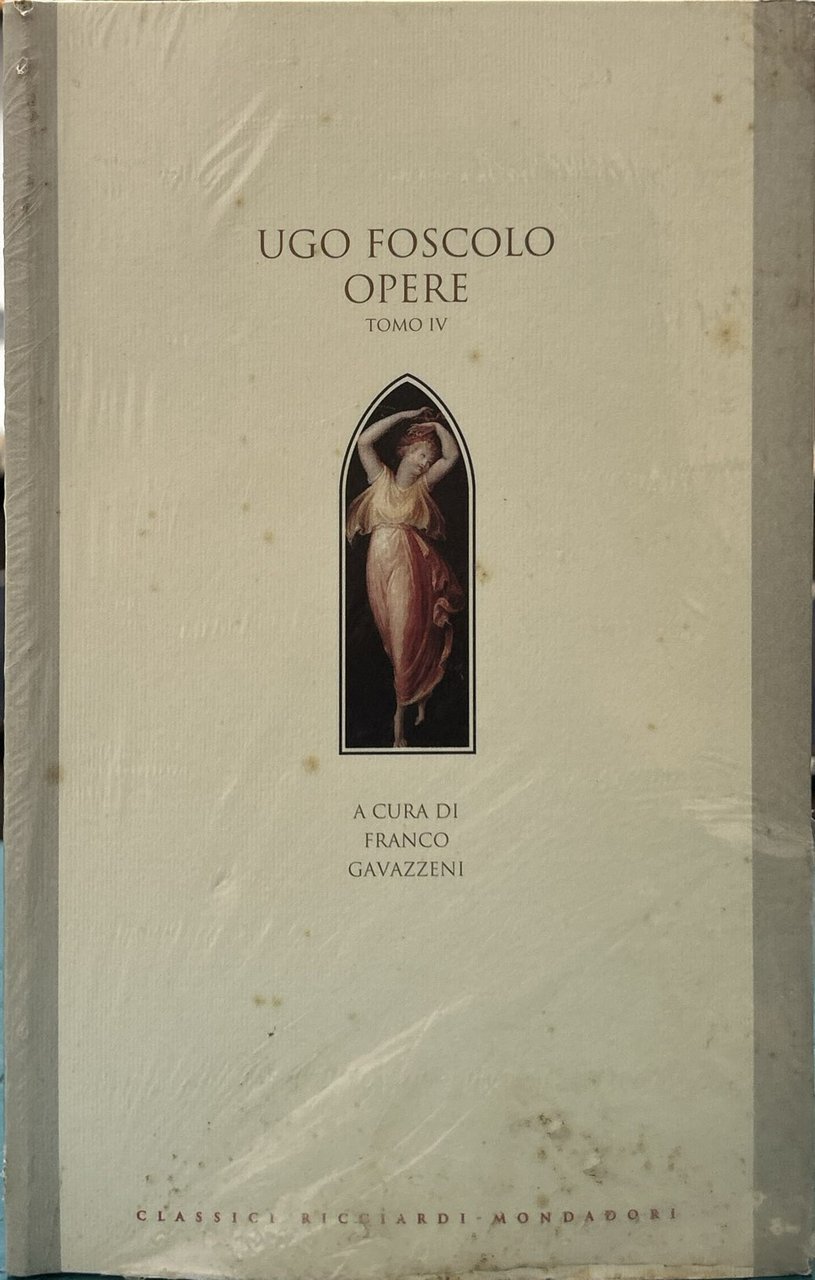 UGO FOSCOLO
OPERE
TOMO IV
A CURA DI
FRANCO
GAVAZZENI
CLASSICI RICCIARDI-MONDADORI